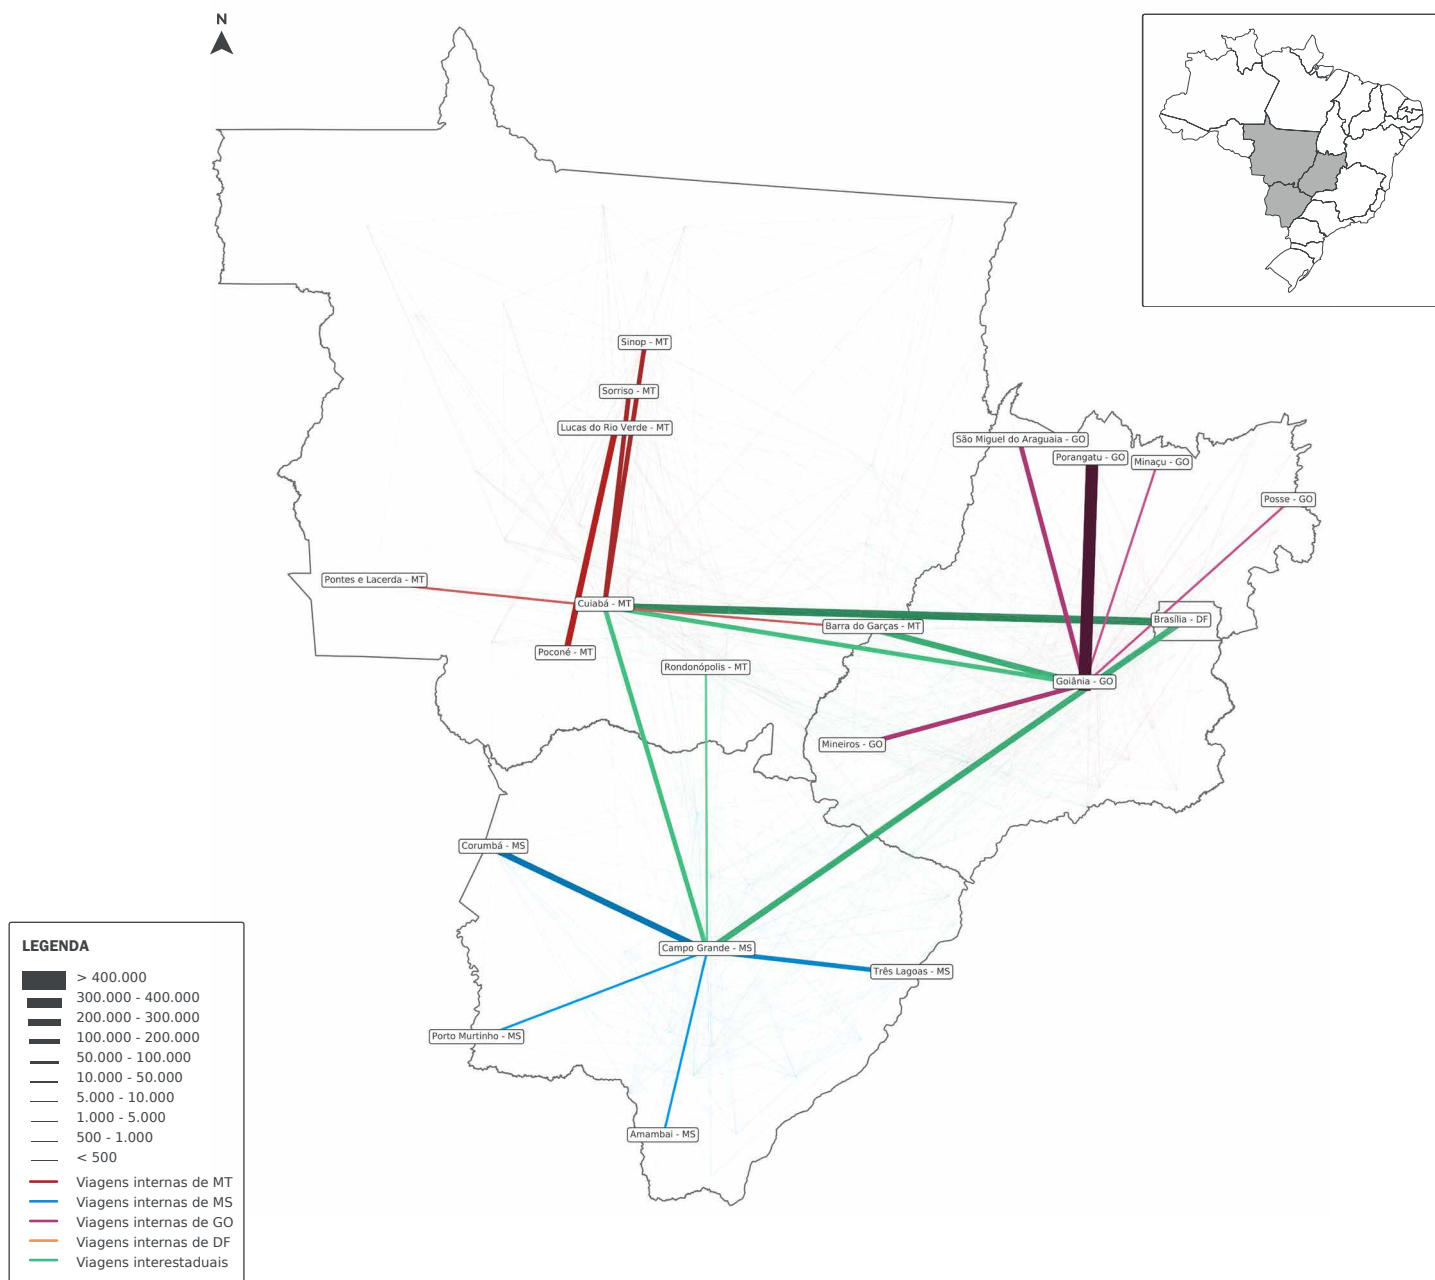 N
Sinop - MT
Sorriso - MT
Lucas do Rio Verde - MT
São Miguel do Araguaia - GO
Porangatu - GO
Minaçu - GO
Posse - GO
Pontes e Lacerda - MT
Cuiabá - MT
Barra do Garças - MT
Brasília - DF
Poconé - MT
Rondonópolis - MT
Goiânia - GO
Mineiros - GO
Corumbá - MS
Campo Grande - MS
Três Lagoas - MS
Porto Murtinho - MS
Amambai - MS
LEGENDA
> 400.000
300.000 - 400.000
200.000 - 300.000
100.000 - 200.000
50.000 - 100.000
10.000 - 50.000
5.000 - 10.000
1.000 - 5.000
500 - 1.000
< 500
Viagens internas de MT
Viagens internas de MS
Viagens internas de GO
Viagens internas de DF
Viagens interestaduais